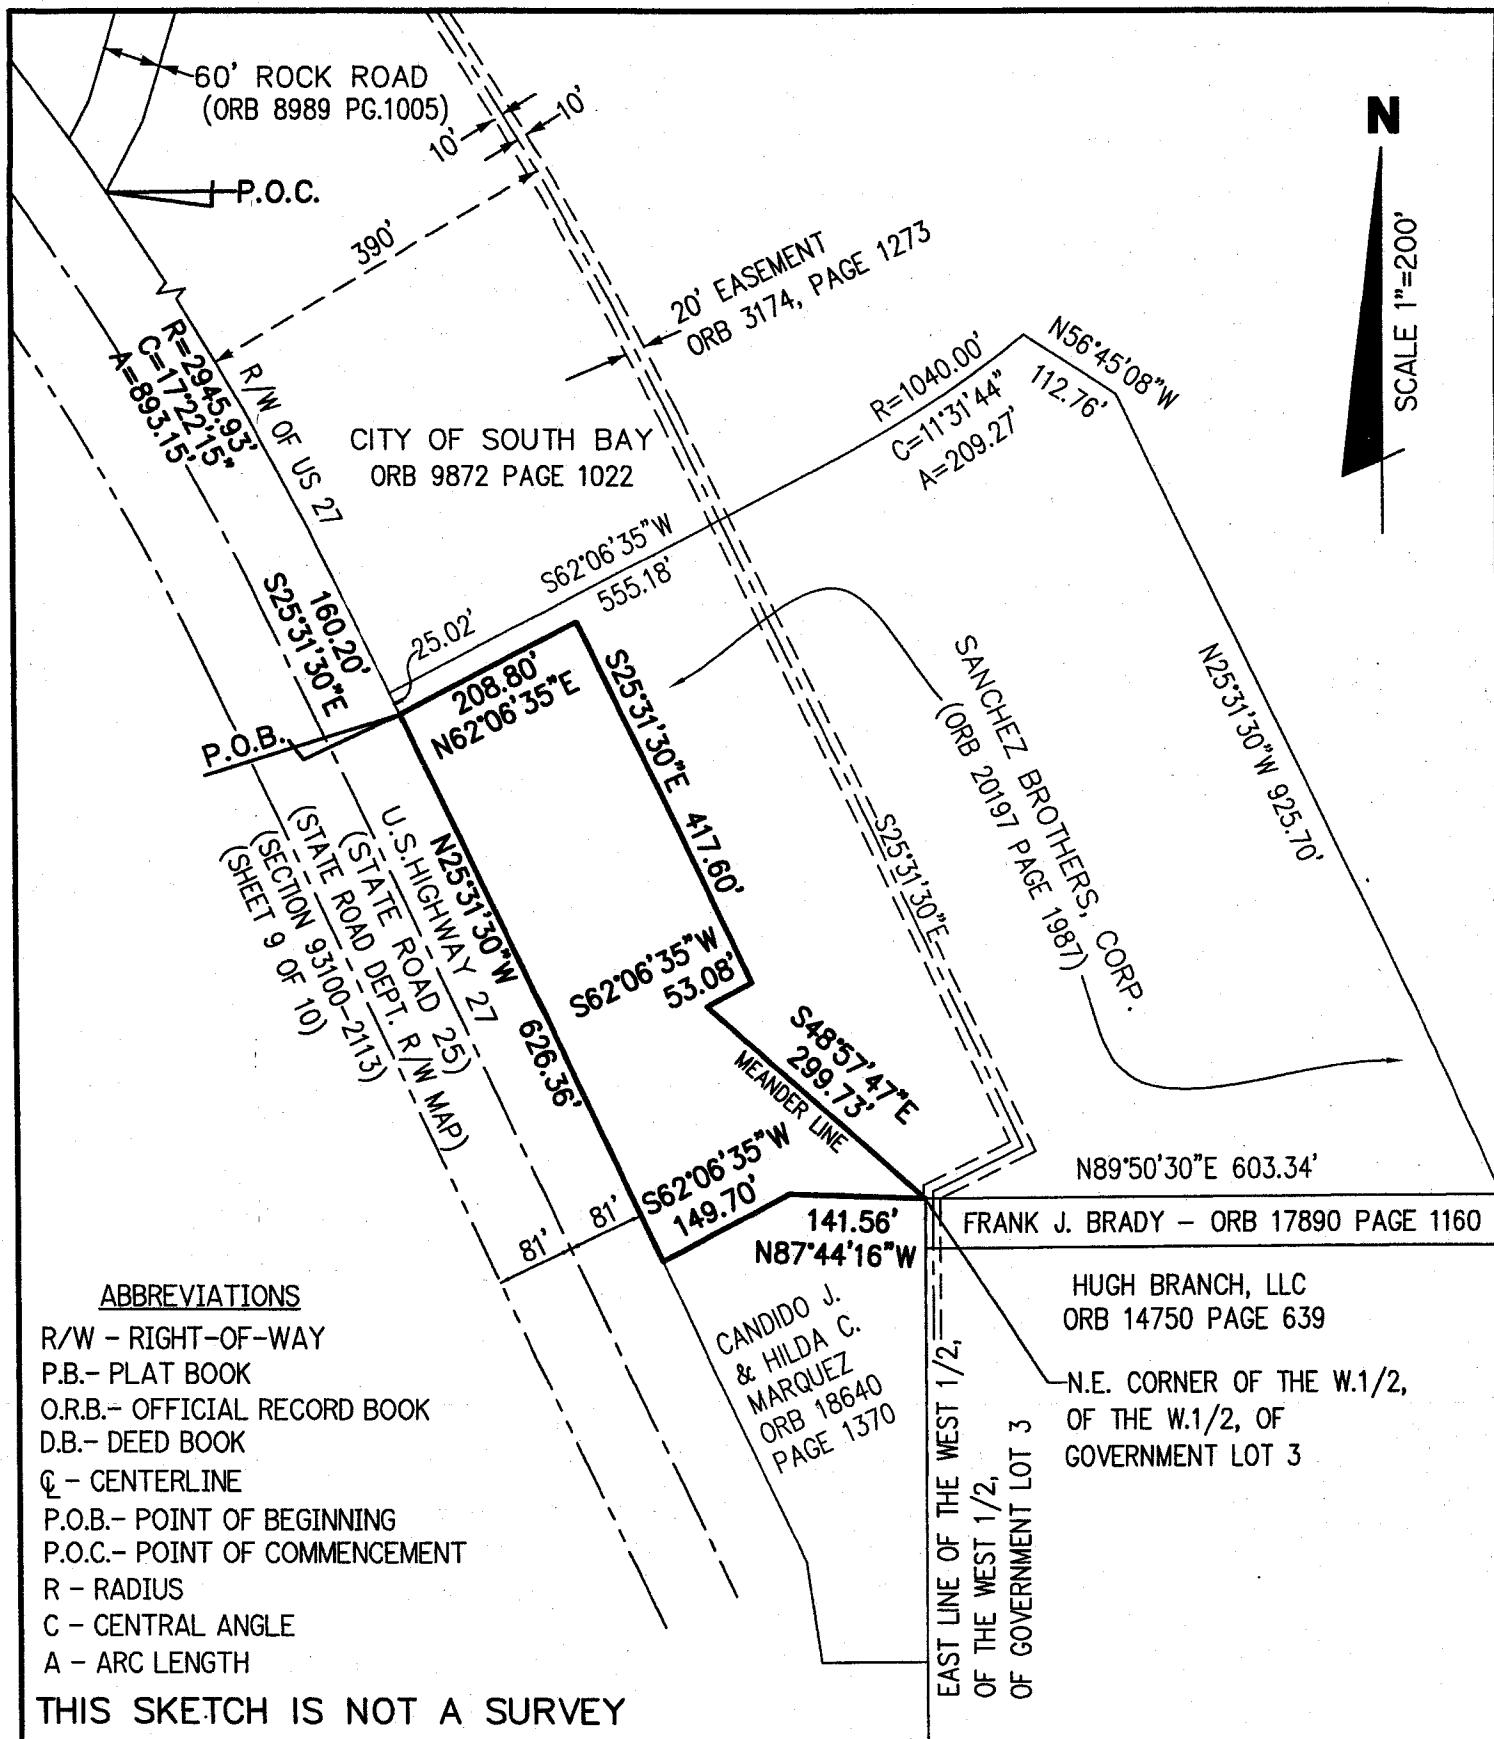 60' ROCK ROAD
(ORB 8989 PG.1005)
10'
10'
P.O.C.
N
SCALE 1"=200'
390'
20' EASEMENT
ORB 3174, PAGE 1273
R=2945.93'
C=17°22'15"
A=893.15'
R/W OF US 27
CITY OF SOUTH BAY
ORB 9872 PAGE 1022
R=1040.00'
C=11°31'44"
A=209.27'
N56°45'08"W
112.76'
S62°06'35"W
555.18'
160.20'
S25°31'30"E
25.02'
208.80'
N62°06'35"E
P.O.B.
S25°31'30"E 417.60'
SANCHEZ BROTHERS, CORP.
(ORB 20197 PAGE 1987)
N25°31'30"W 925.70'
S25°31'30"E
N25°31'30"W 626.36'
U.S.HIGHWAY 27
(STATE ROAD 25)
(STATE ROAD DEPT. R/W MAP)
(SECTION 93100-2113)
(SHEET 9 OF 10)
S62°06'35"W
53.08'
S48°57'47"E
299.73'
MEANDER LINE
S62°06'35"W
149.70'
81'
81'
141.56'
N87°44'16"W
N89°50'30"E 603.34'
FRANK J. BRADY - ORB 17890 PAGE 1160
HUGH BRANCH, LLC
ORB 14750 PAGE 639
CANDIDO J.
& HILDA C.
MARQUEZ
ORB 18640
PAGE 1370
N.E. CORNER OF THE W.1/2,
OF THE W.1/2, OF
GOVERNMENT LOT 3
EAST LINE OF THE WEST 1/2,
OF THE WEST 1/2,
OF GOVERNMENT LOT 3
ABBREVIATIONS
R/W - RIGHT-OF-WAY
P.B.- PLAT BOOK
O.R.B.- OFFICIAL RECORD BOOK
D.B.- DEED BOOK
℄ - CENTERLINE
P.O.B.- POINT OF BEGINNING
P.O.C.- POINT OF COMMENCEMENT
R - RADIUS
C - CENTRAL ANGLE
A - ARC LENGTH
THIS SKETCH IS NOT A SURVEY